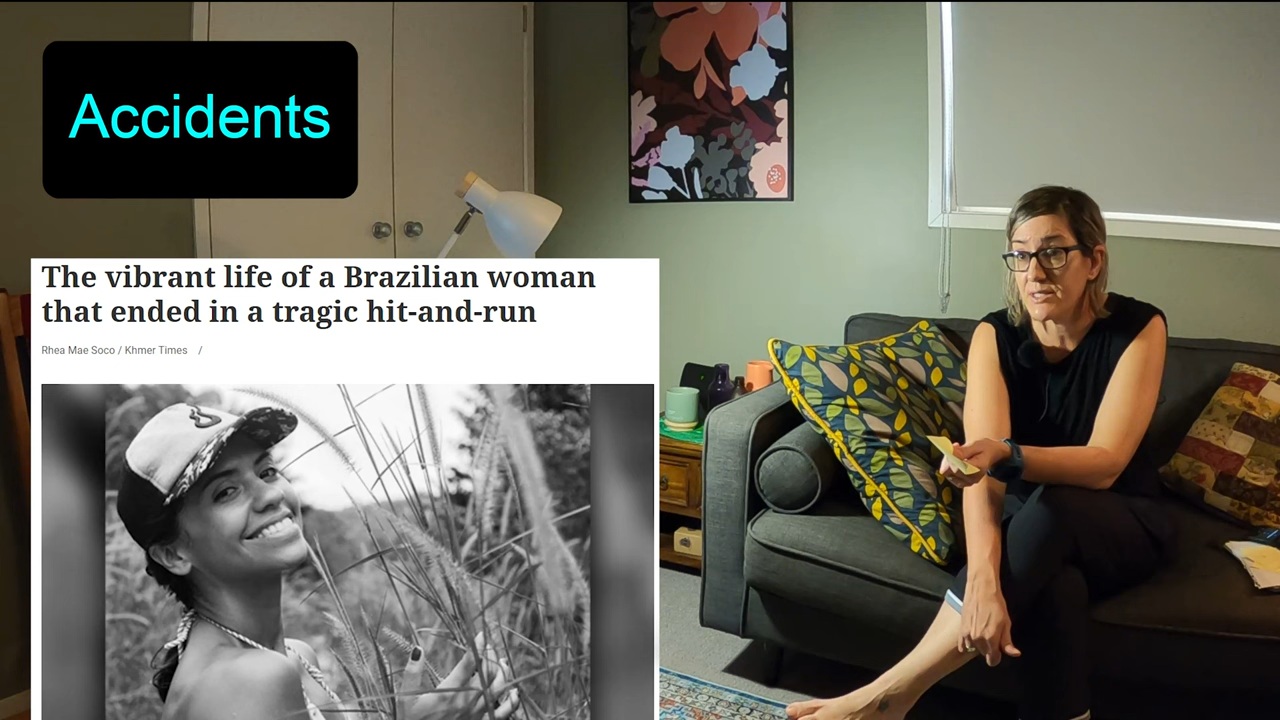 Accidents
The vibrant life of a Brazilian woman
that ended in a tragic hit-and-run
Rhea Mae Soco / Khmer Times /